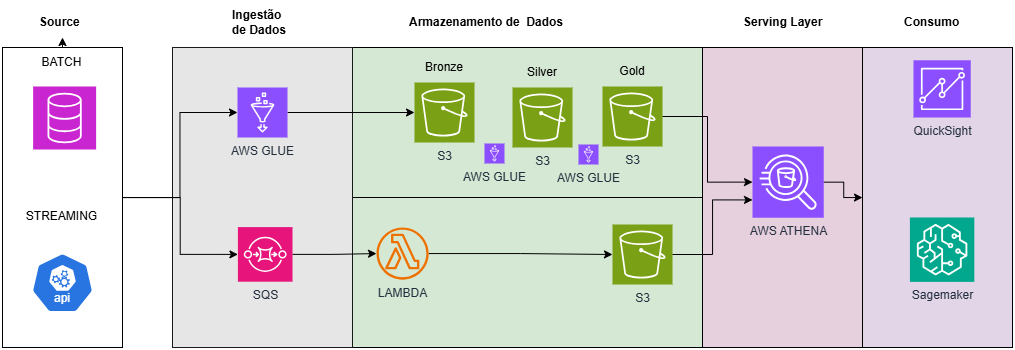 Source
Ingestão
de Dados
Armazenamento de Dados
Serving Layer
Consumo
BATCH
STREAMING
api
AWS GLUE
SQS
Bronze
Silver
Gold
S3
S3
S3
AWS GLUE
AWS GLUE
LAMBDA
S3
AWS ATHENA
QuickSight
Sagemaker